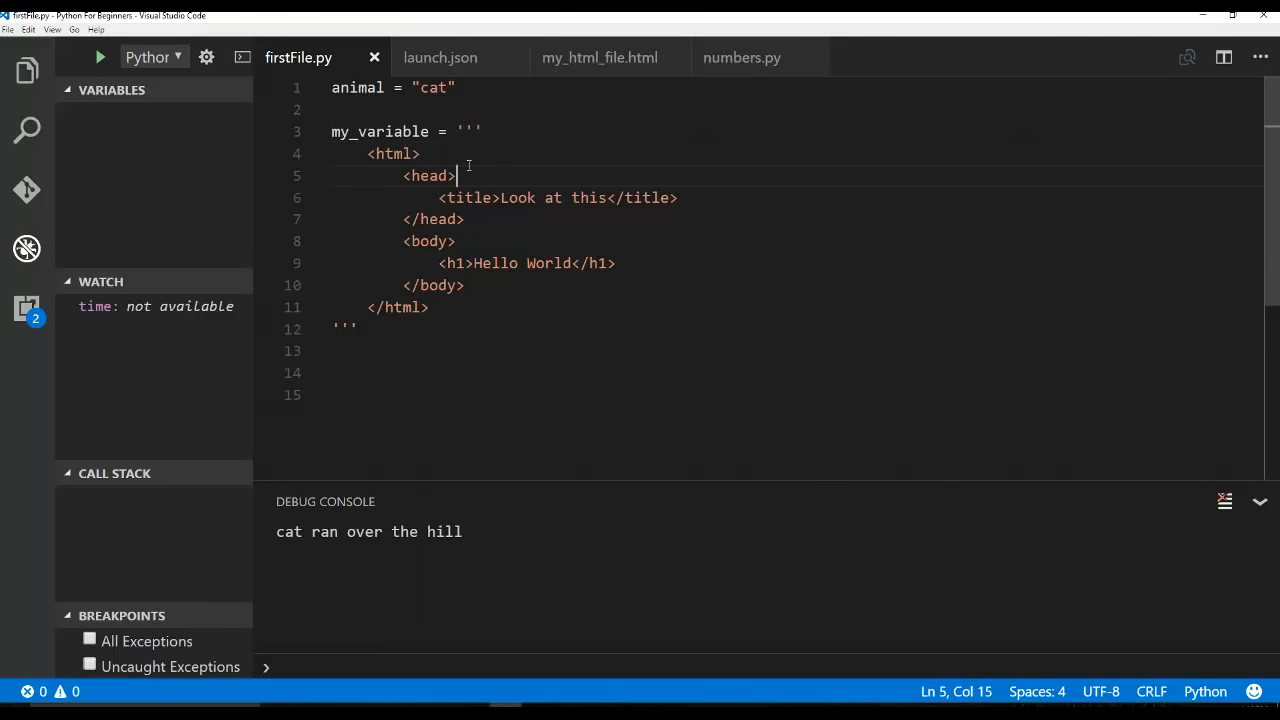 firstFile.py - Python For Beginners - Visual Studio Code
File Edit View Go Help
Python
firstFile.py
launch.json
my_html_file.html
numbers.py
VARIABLES
WATCH
time: not available
CALL STACK
BREAKPOINTS
All Exceptions
Uncaught Exceptions
2
1 animal = "cat"
2
3 my_variable = '''
4 <html>
5 <head>
6 <title>Look at this</title>
7 </head>
8 <body>
9 <h1>Hello World</h1>
10 </body>
11 </html>
12 '''
13
14
15
DEBUG CONSOLE
cat ran over the hill
0 0
Ln 5, Col 15 Spaces: 4 UTF-8 CRLF Python